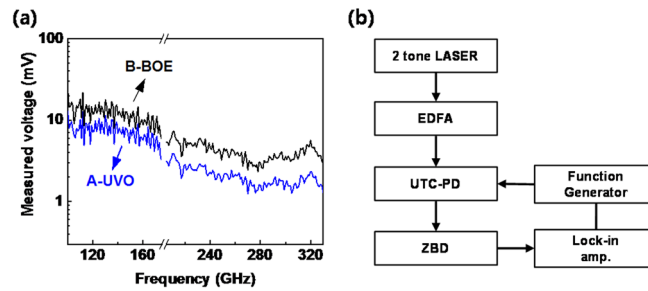 (a)
Measured voltage (mV)
100
10
1
B-BOE
A-UVO
120
160
240
280
320
Frequency (GHz)
(b)
2 tone LASER
EDFA
UTC-PD
Function
Generator
ZBD
Lock-in
amp.